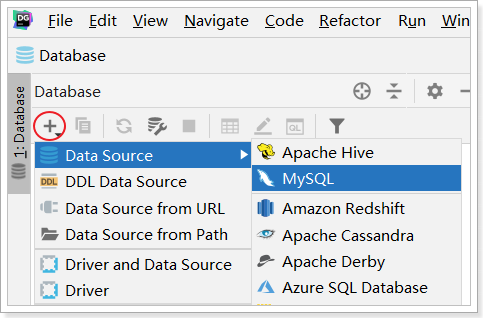 DG File Edit View Navigate Code Refactor Run Win
Database
1: Database
Database
Data Source
DDL DDL Data Source
Data Source from URL
Data Source from Path
Driver and Data Source
Driver
QL
Apache Hive
MySQL
Amazon Redshift
Apache Cassandra
Apache Derby
Azure SQL Database